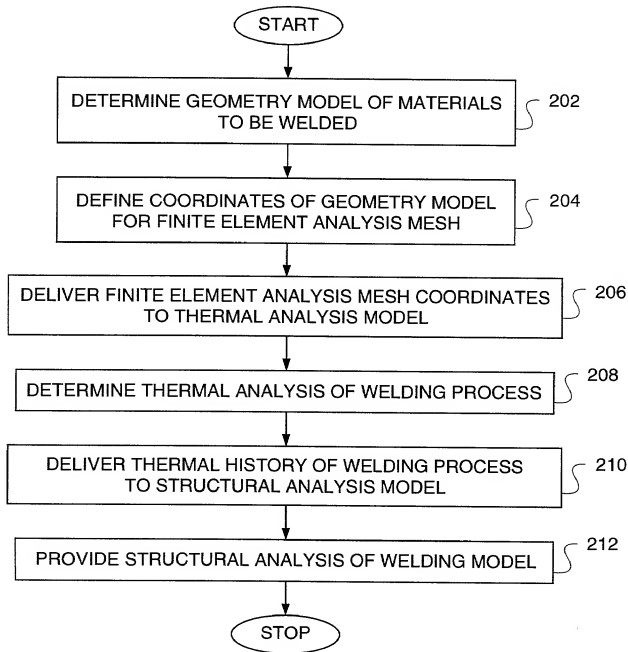 START
DETERMINE GEOMETRY MODEL OF MATERIALS
TO BE WELDED
202
DEFINE COORDINATES OF GEOMETRY MODEL
FOR FINITE ELEMENT ANALYSIS MESH
204
DELIVER FINITE ELEMENT ANALYSIS MESH COORDINATES
TO THERMAL ANALYSIS MODEL
206
DETERMINE THERMAL ANALYSIS OF WELDING PROCESS
208
DELIVER THERMAL HISTORY OF WELDING PROCESS
TO STRUCTURAL ANALYSIS MODEL
210
PROVIDE STRUCTURAL ANALYSIS OF WELDING MODEL
212
STOP